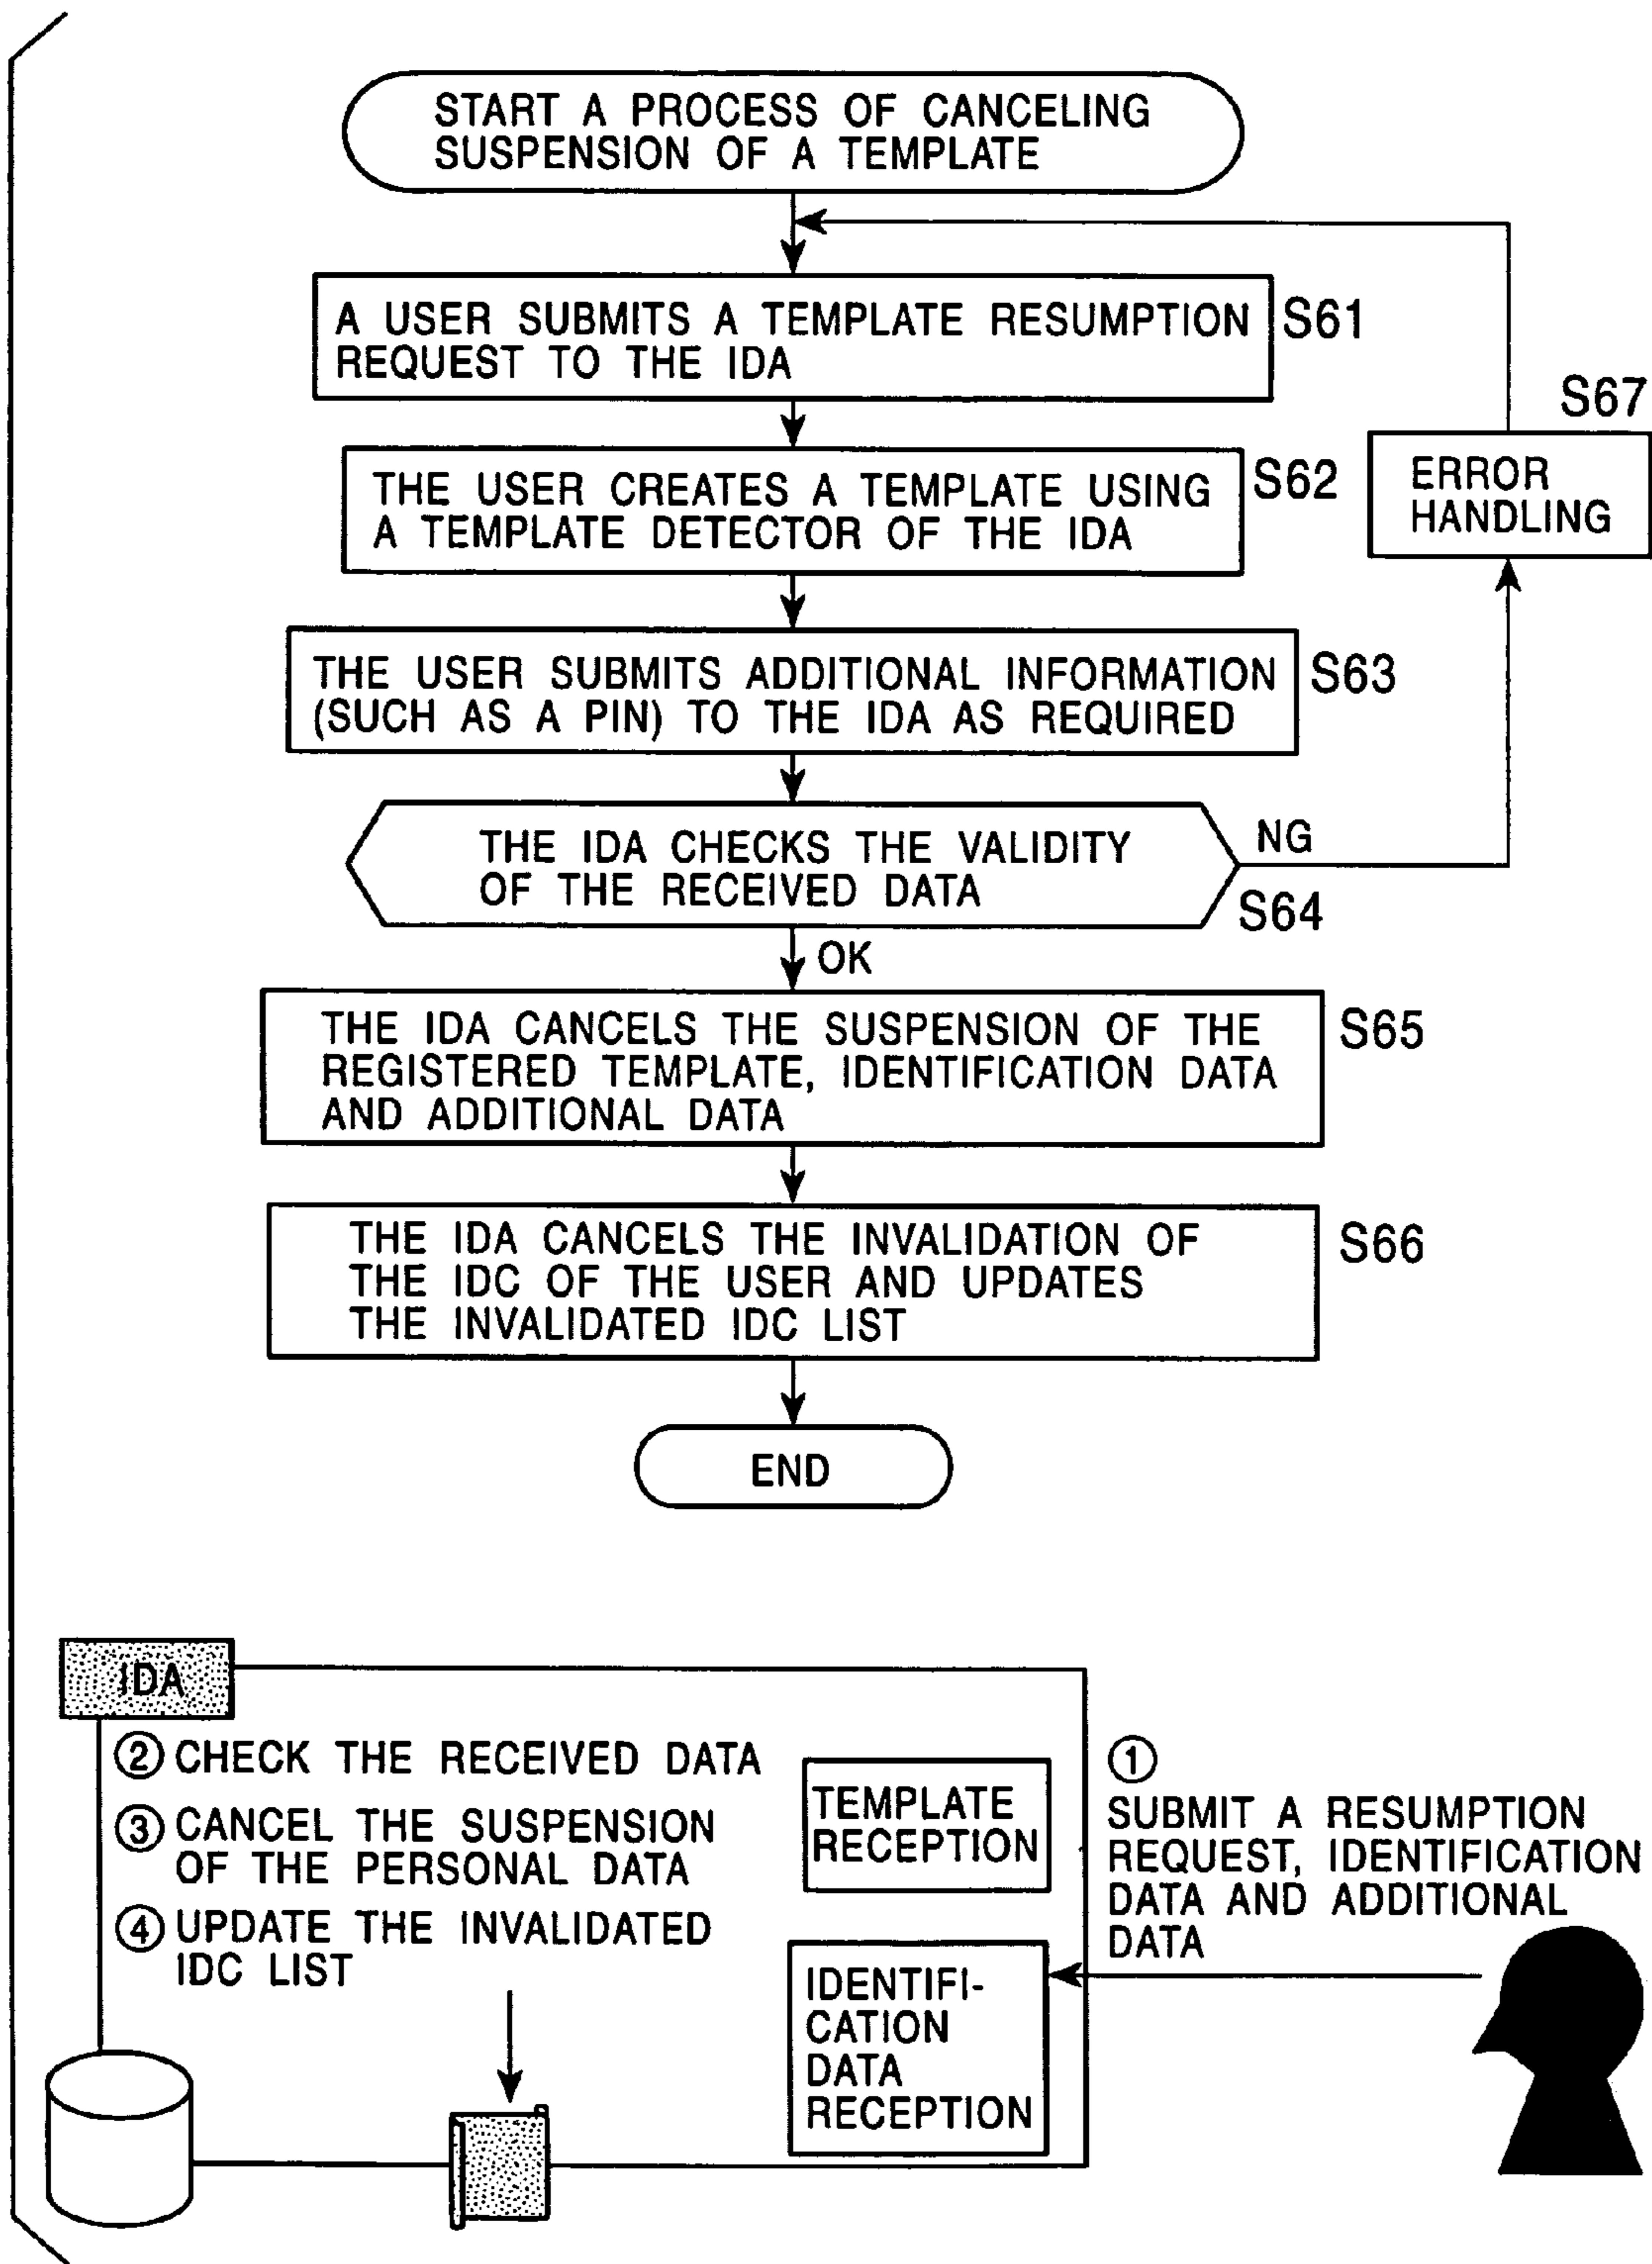 START A PROCESS OF CANCELING
SUSPENSION OF A TEMPLATE
A USER SUBMITS A TEMPLATE RESUMPTION
REQUEST TO THE IDA
S61
THE USER CREATES A TEMPLATE USING
A TEMPLATE DETECTOR OF THE IDA
S62
S67
ERROR
HANDLING
THE USER SUBMITS ADDITIONAL INFORMATION
(SUCH AS A PIN) TO THE IDA AS REQUIRED
S63
THE IDA CHECKS THE VALIDITY
OF THE RECEIVED DATA
NG
S64
OK
THE IDA CANCELS THE SUSPENSION OF THE
REGISTERED TEMPLATE, IDENTIFICATION DATA
AND ADDITIONAL DATA
S65
THE IDA CANCELS THE INVALIDATION OF
THE IDC OF THE USER AND UPDATES
THE INVALIDATED IDC LIST
S66
END
IDA
② CHECK THE RECEIVED DATA
③ CANCEL THE SUSPENSION
OF THE PERSONAL DATA
④ UPDATE THE INVALIDATED
IDC LIST
TEMPLATE
RECEPTION
IDENTIFI-
CATION
DATA
RECEPTION
①
SUBMIT A RESUMPTION
REQUEST, IDENTIFICATION
DATA AND ADDITIONAL
DATA